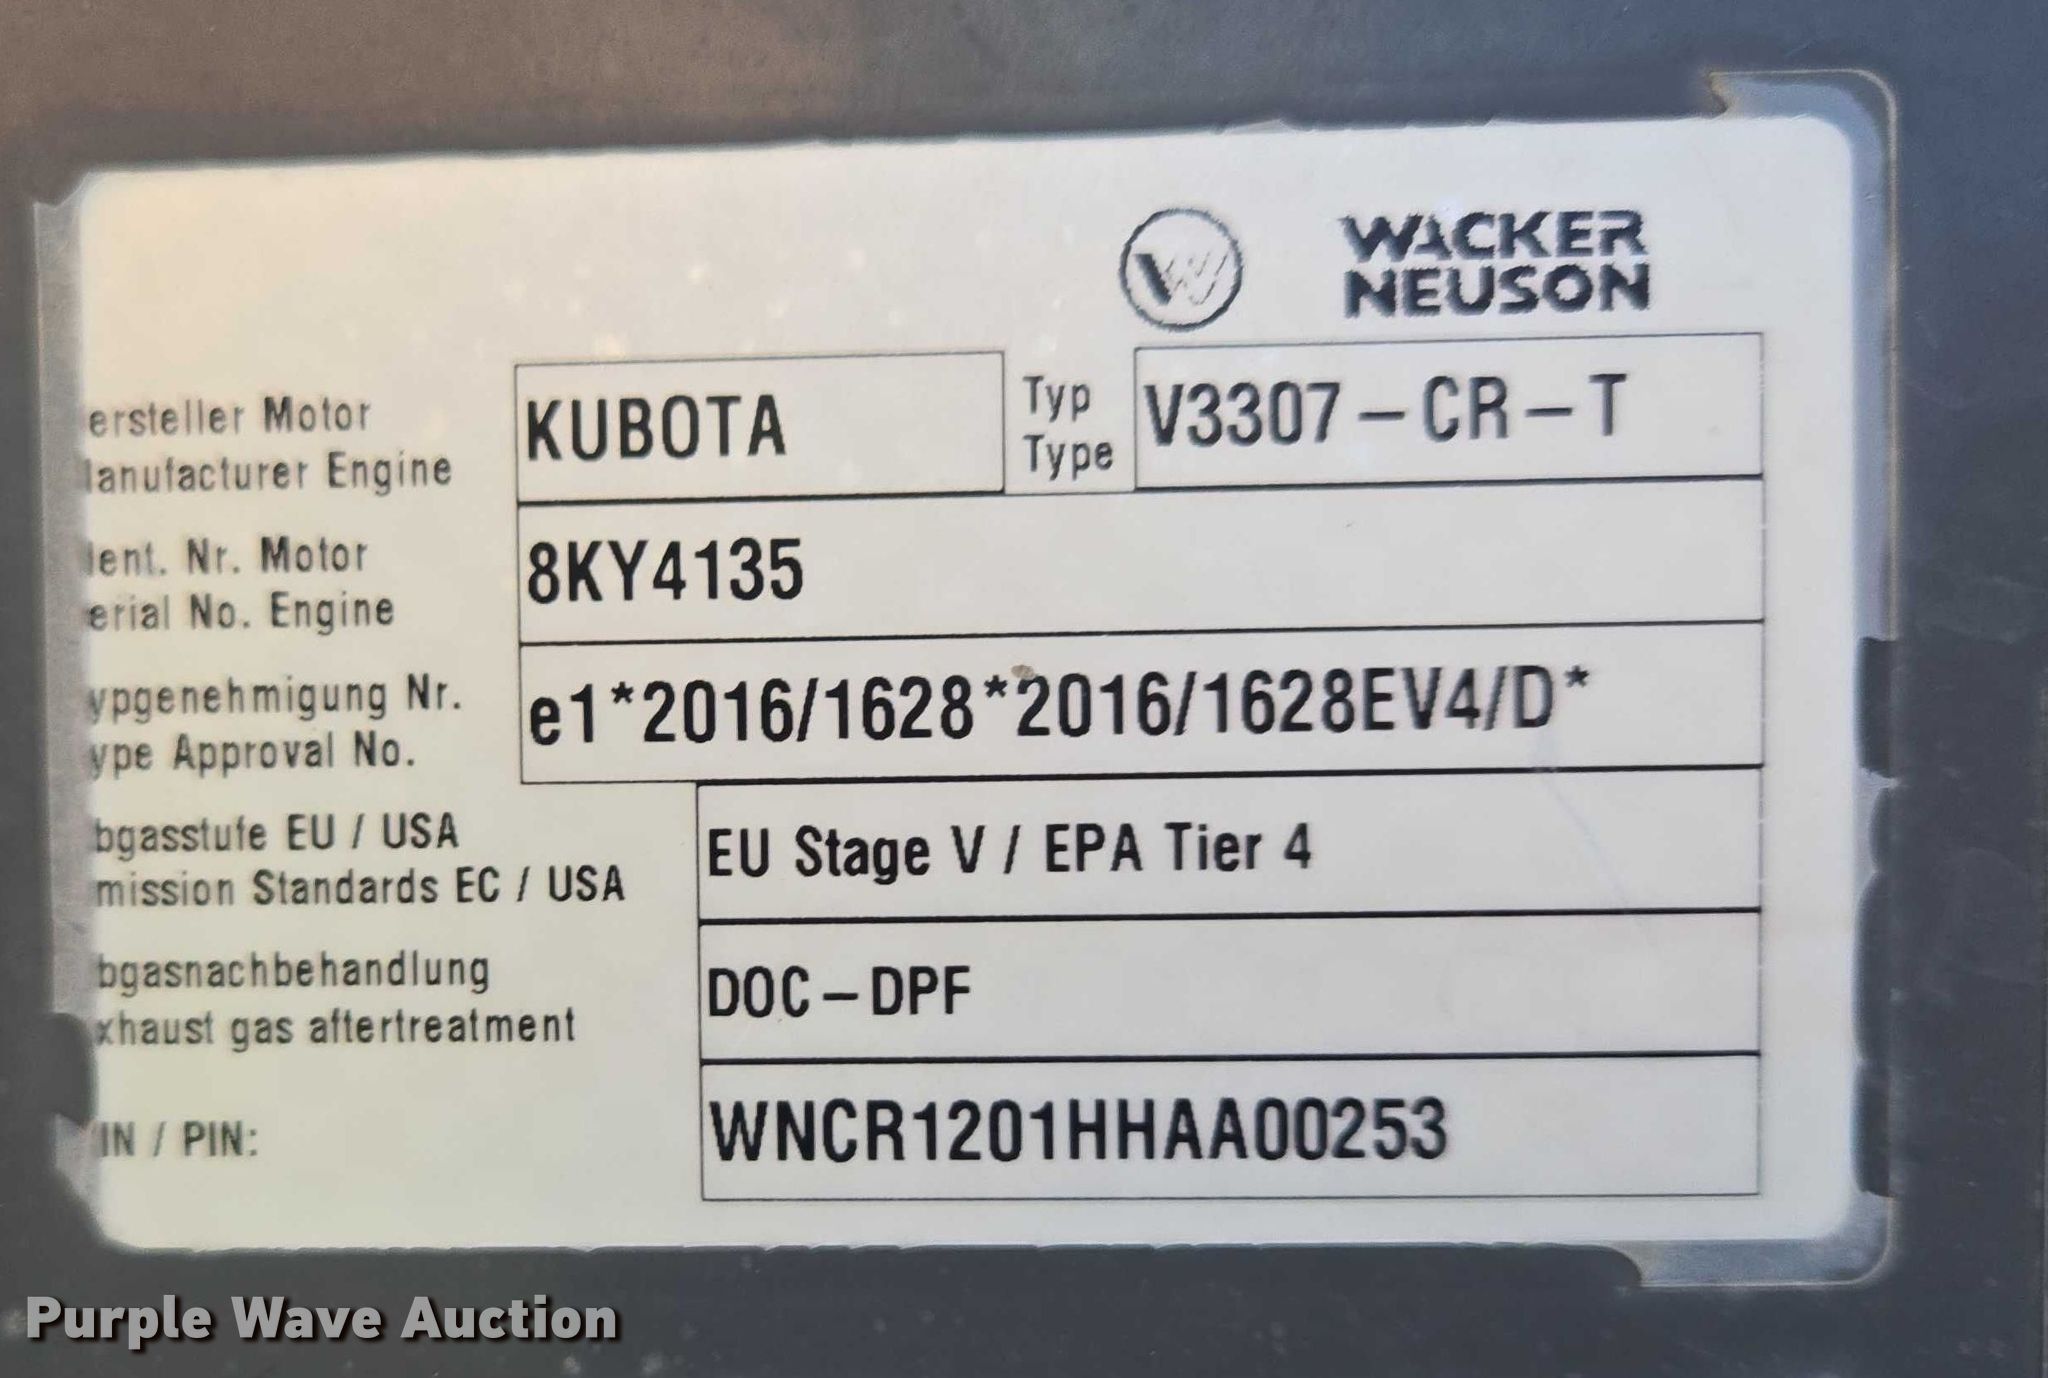 WACKER
NEUSON
ersteller Motor
anufacturer Engine
KUBOTA
Typ
Type
V3307-CR-T
ent. Nr. Motor
erial No. Engine
8KY4135
ypgenehmigung Nr.
ype Approval No.
e1*2016/1628*2016/1628EV4/D*
bgasstufe EU / USA
mission Standards EC / USA
EU Stage V / EPA Tier 4
bgasnachbehandlung
xhaust gas aftertreatment
DOC-DPF
IN / PIN:
WNCR1201HHAA00253
Purple Wave Auction